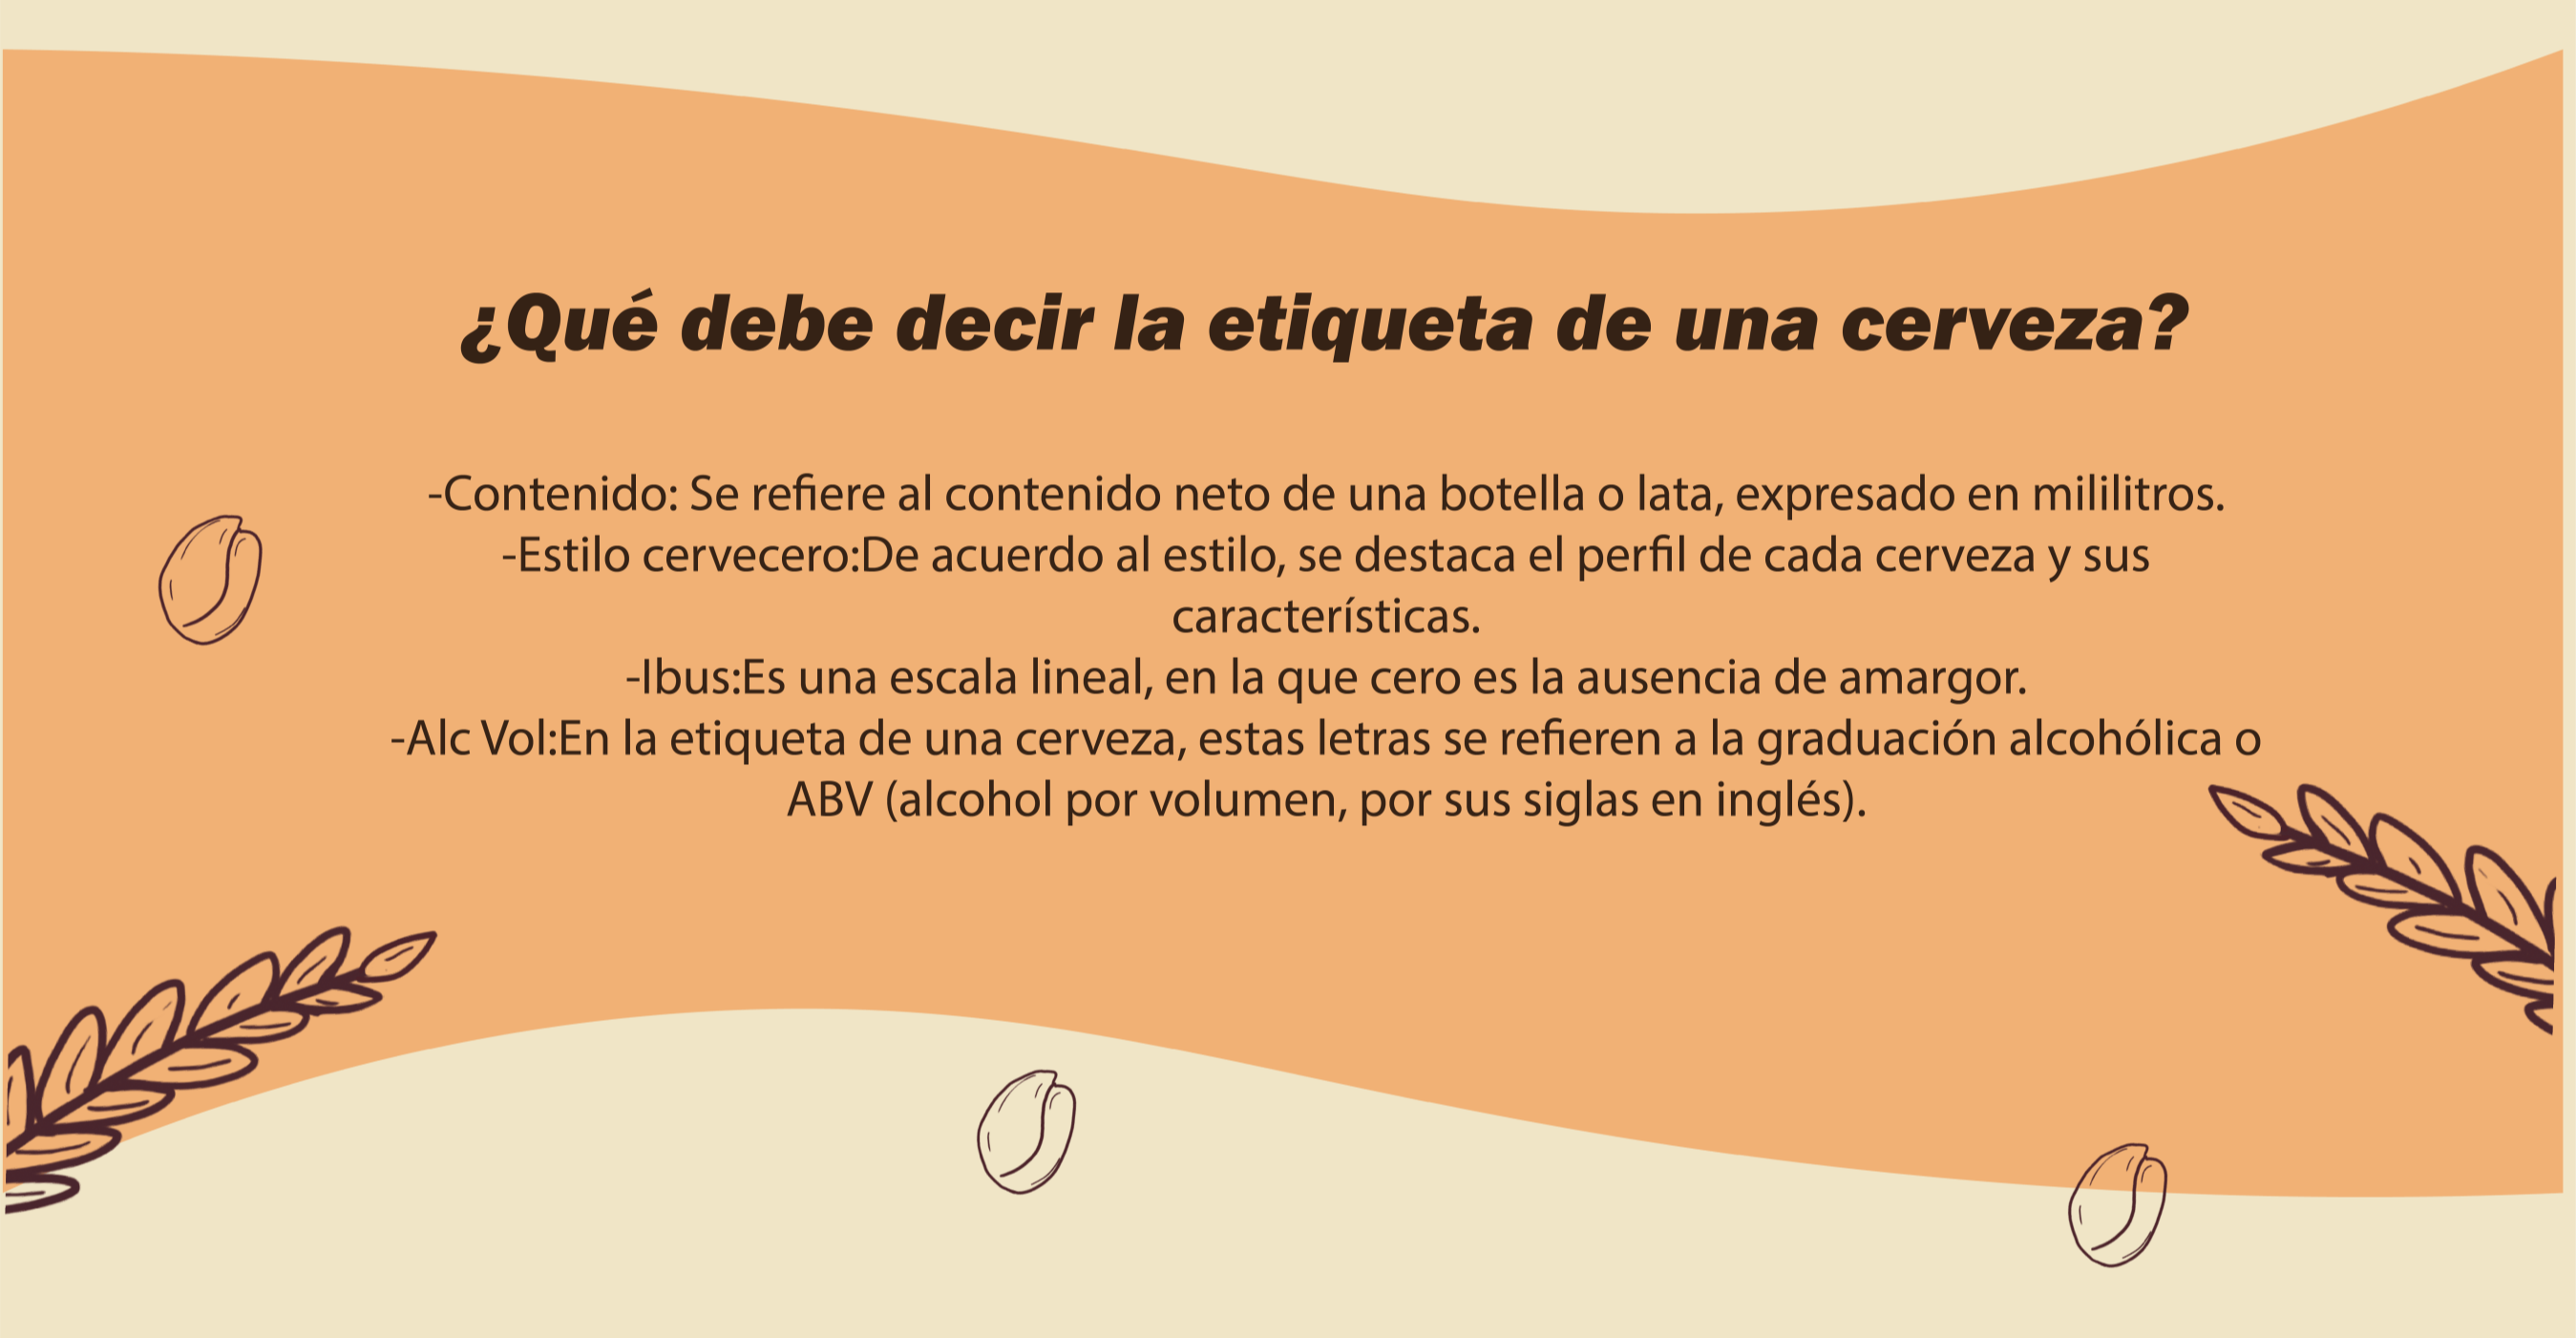 ¿Qué debe decir la etiqueta de una cerveza?
-Contenido: Se refiere al contenido neto de una botella o lata, expresado en mililitros.
-Estilo cervecero:De acuerdo al estilo, se destaca el perfil de cada cerveza y sus
características.
-Ibus:Es una escala lineal, en la que cero es la ausencia de amargor.
-Alc Vol:En la etiqueta de una cerveza, estas letras se refieren a la graduación alcohólica o
ABV (alcohol por volumen, por sus siglas en inglés).